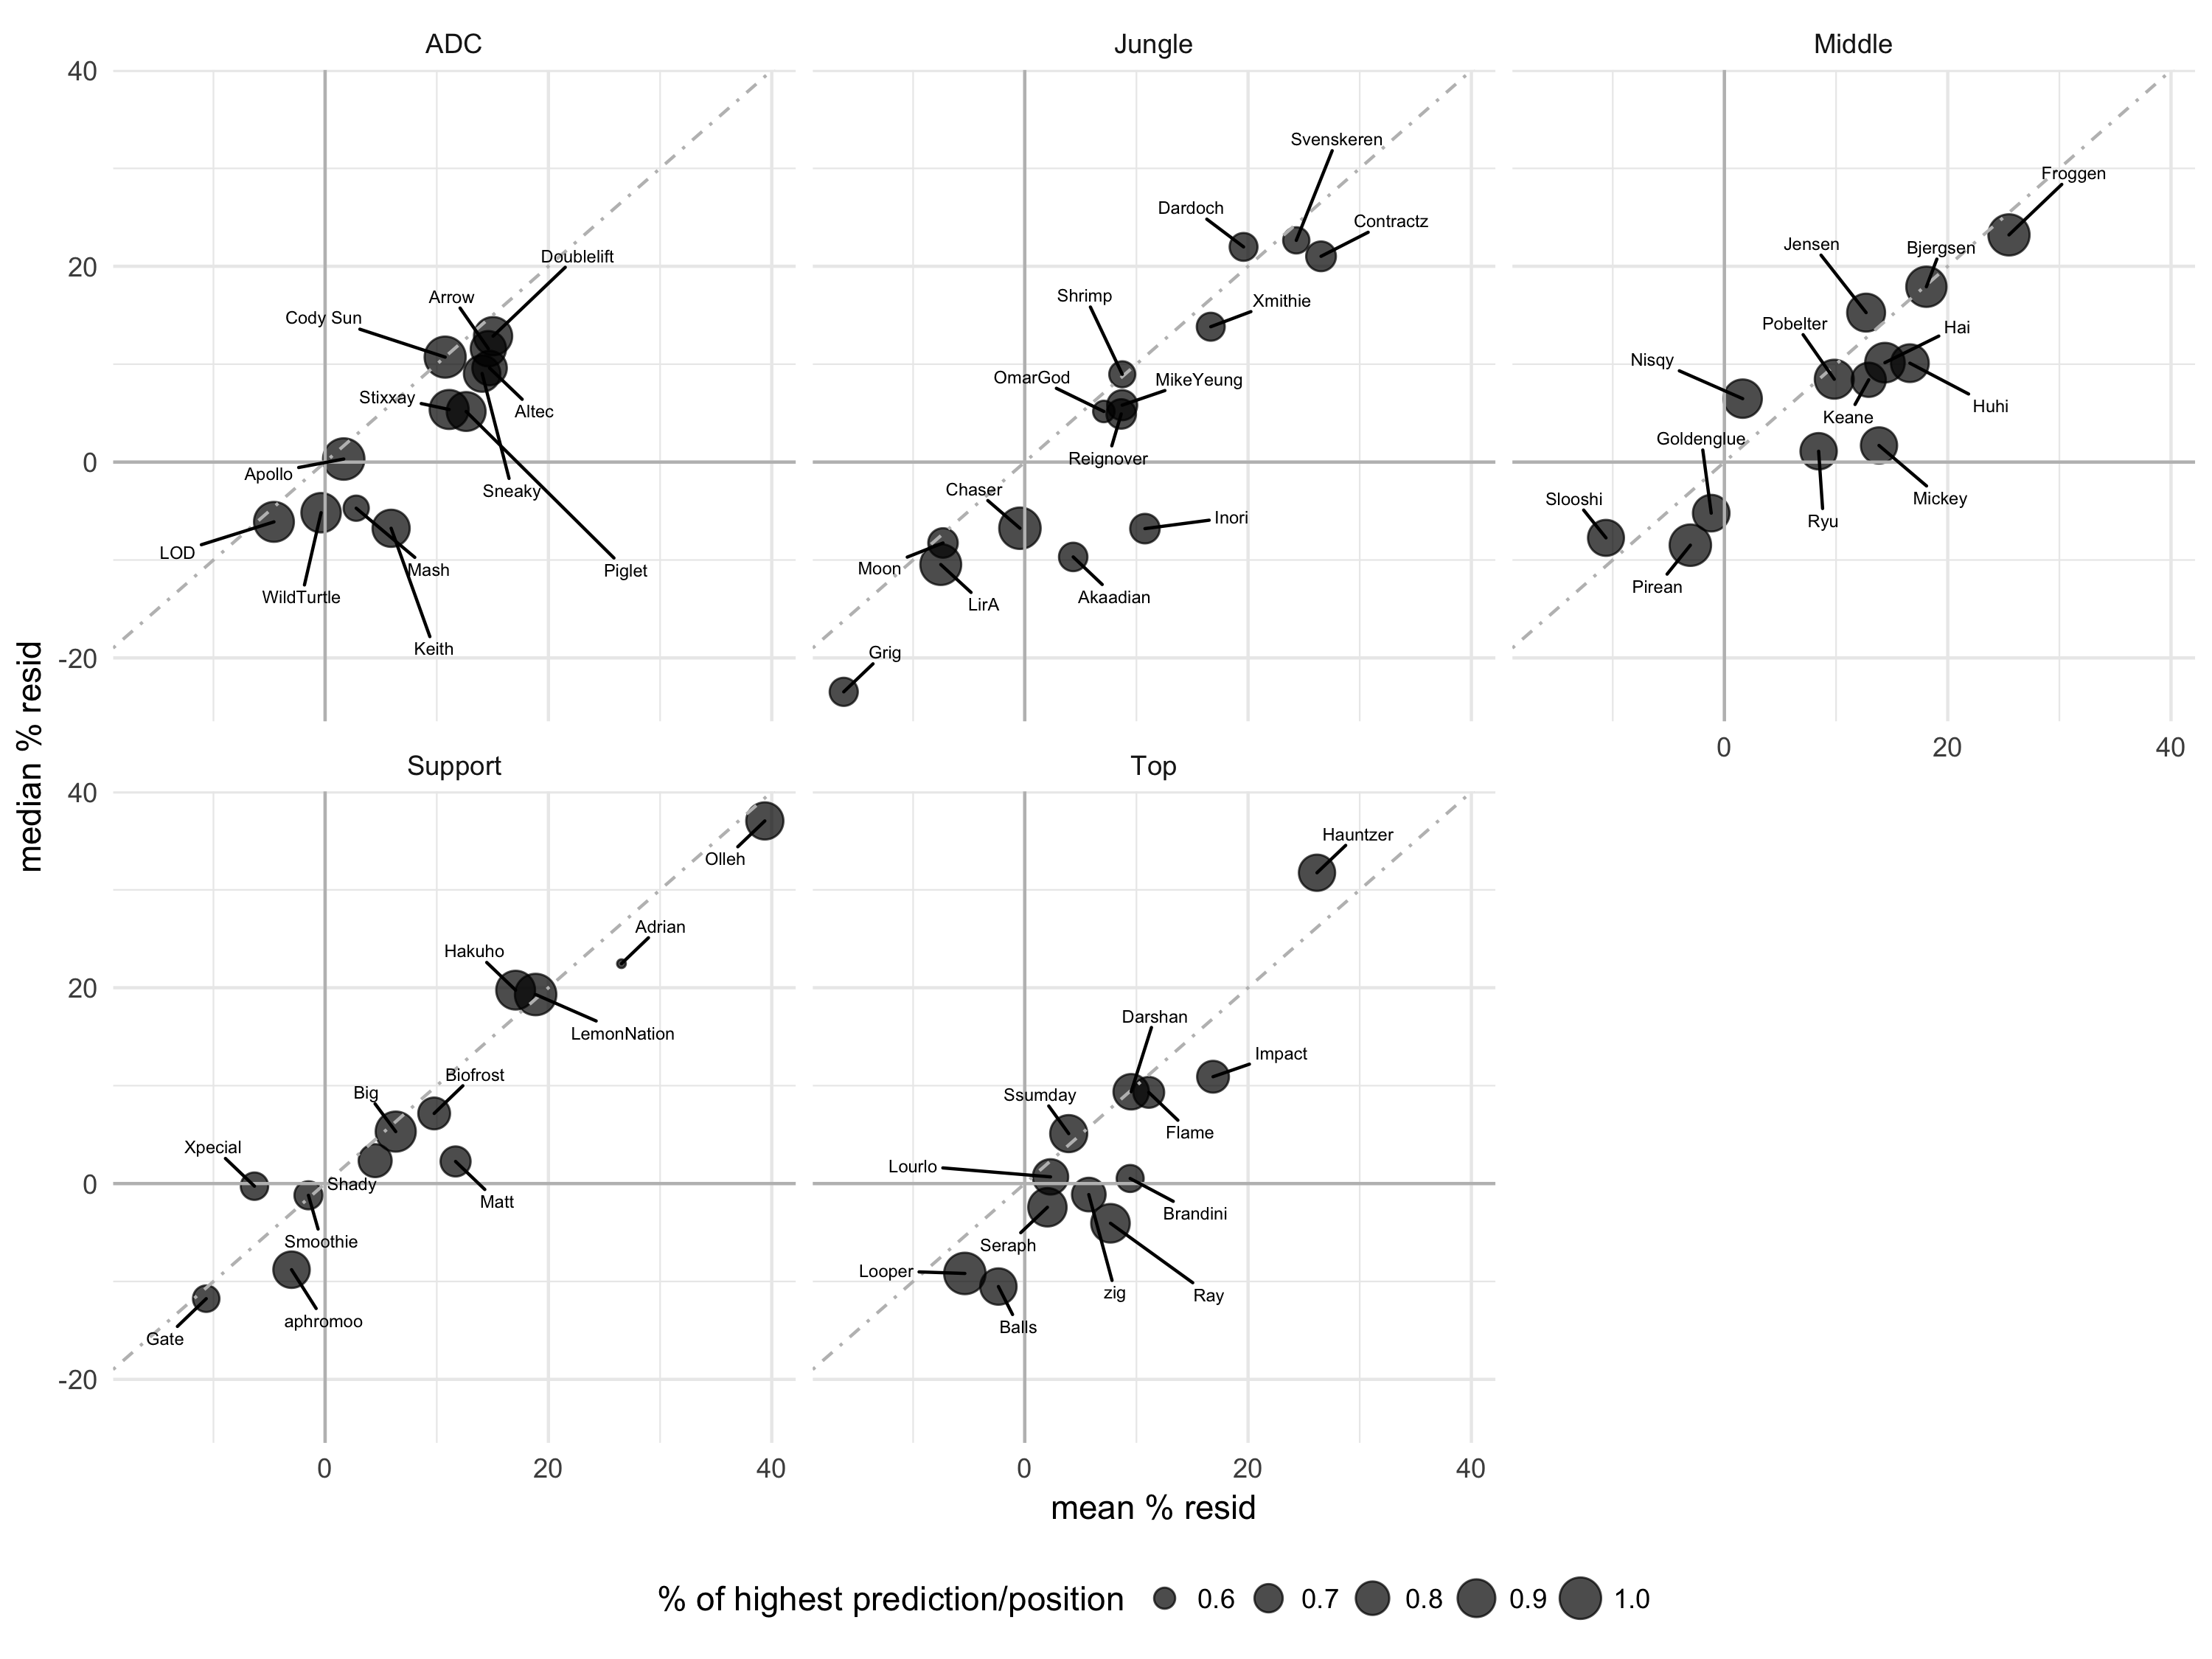 ADC
Jungle
Middle
40
20
0
-20
Doublelift
Arrow
Cody Sun
Stixxay
Altec
Apollo
Sneaky
LOD
Mash
Piglet
WildTurtle
Keith
Svenskeren
Dardoch
Contractz
Shrimp
Xmithie
OmarGod
MikeYeung
Reignover
Chaser
Inori
Moon
LirA
Akaadian
Grig
Froggen
Jensen
Bjergsen
Pobelter
Hai
Nisqy
Keane
Huhi
Goldenglue
Slooshi
Mickey
Ryu
Pirean
0
20
40
median % resid
Support
Top
40
20
0
-20
Olleh
Adrian
Hakuho
LemonNation
Biofrost
Big
Xpecial
Shady
Matt
Smoothie
aphromoo
Gate
Hauntzer
Darshan
Impact
Ssumday
Flame
Lourlo
Brandini
Seraph
Looper
zig
Ray
Balls
0
20
40
0
20
40
mean % resid
% of highest prediction/position 0.6 0.7 0.8 0.9 1.0